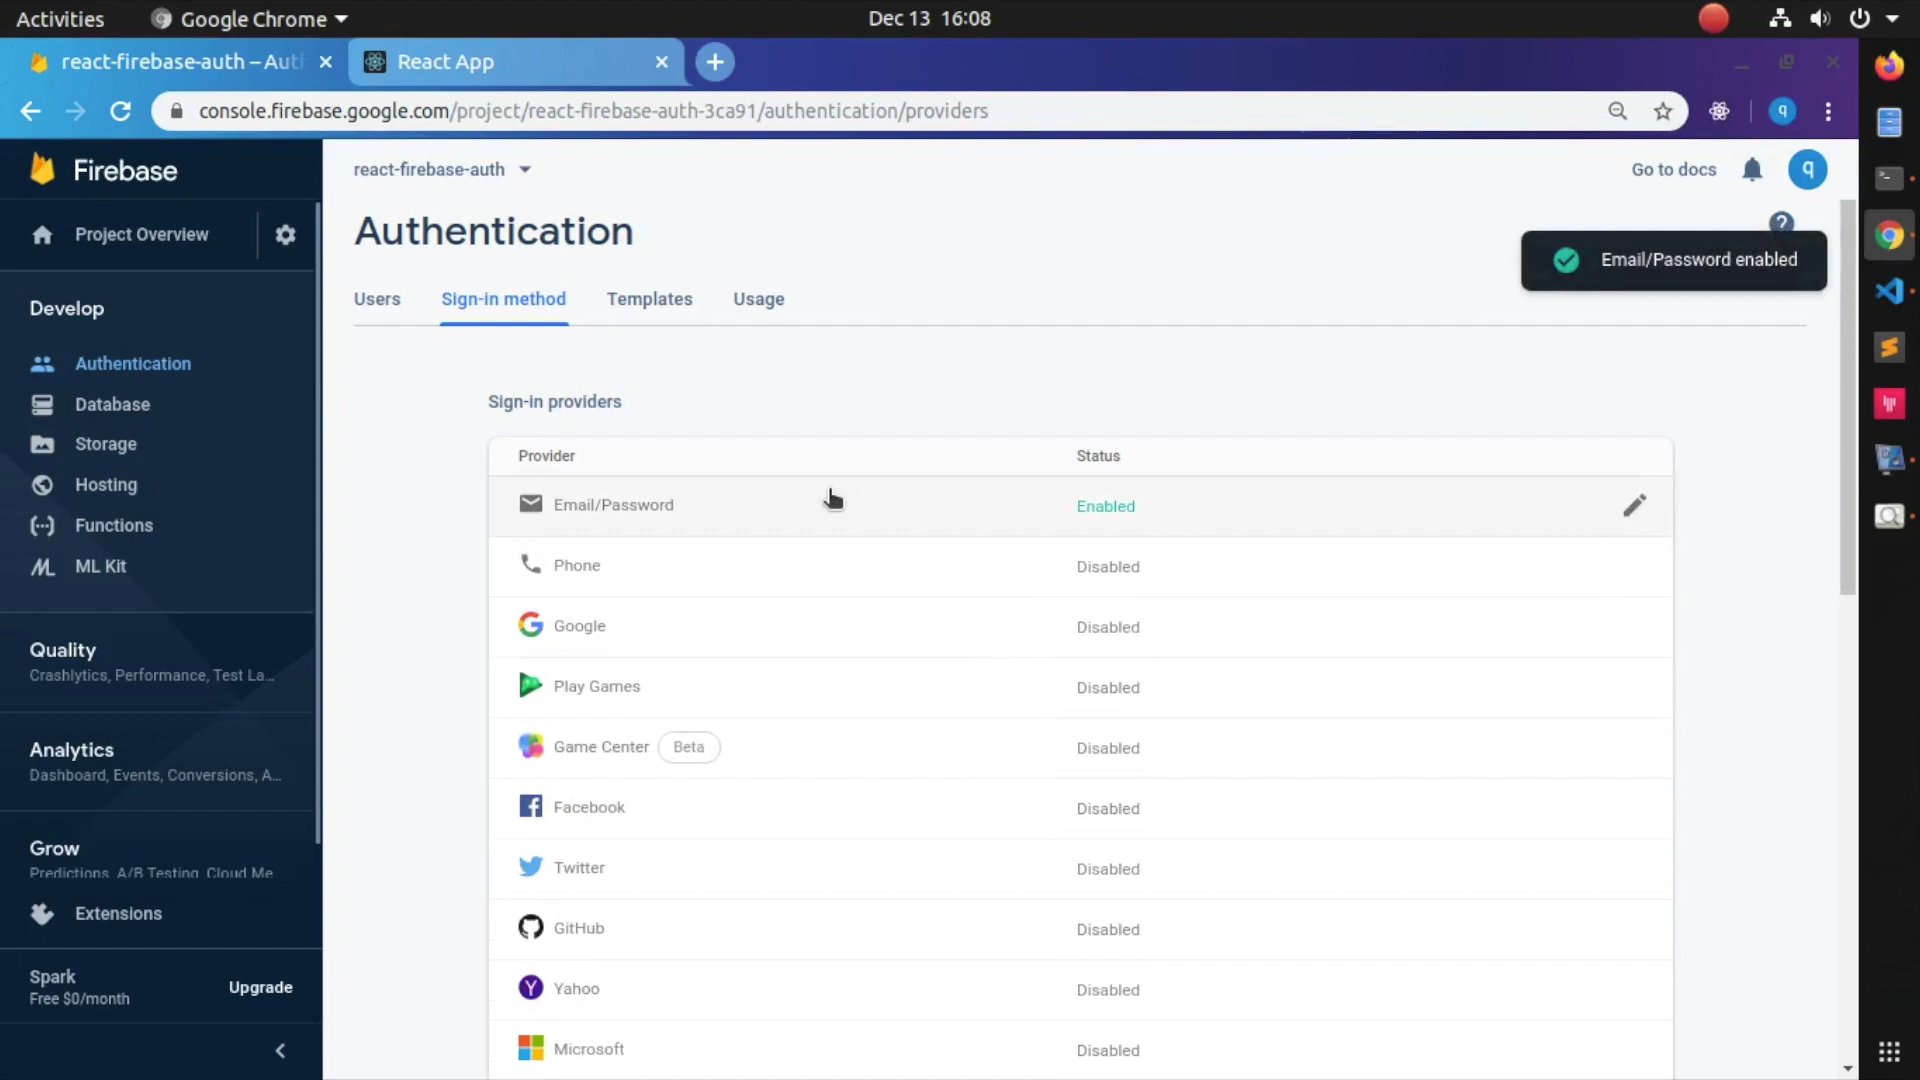 Activities
Google Chrome
Dec 13 16:08
react-firebase-auth – Aut
React App
console.firebase.google.com/project/react-firebase-auth-3ca91/authentication/providers
q
Firebase
react-firebase-auth
Go to docs
q
Project Overview
Authentication
?
Email/Password enabled
Users
Sign-in method
Templates
Usage
Develop
Authentication
Database
Storage
Hosting
Functions
ML Kit
Quality
Crashlytics, Performance, Test La…
Analytics
Dashboard, Events, Conversions, A…
Grow
Predictions, A/B Testing, Cloud Me
Extensions
Spark
Free $0/month
Upgrade
Sign-in providers
Provider
Status
Email/Password
Enabled
Phone
Disabled
Google
Disabled
Play Games
Disabled
Game Center
Beta
Disabled
Facebook
Disabled
Twitter
Disabled
GitHub
Disabled
Yahoo
Disabled
Microsoft
Disabled